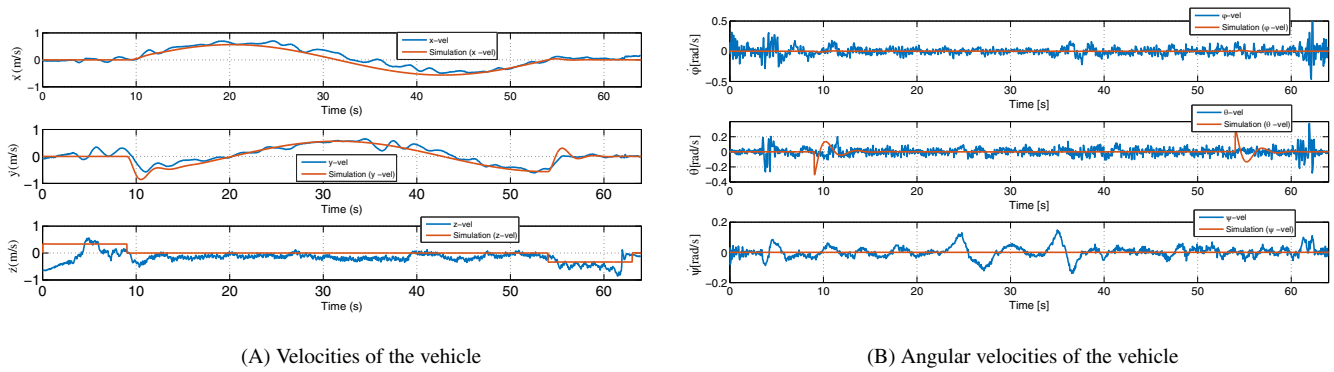 x-vel
Simulation (x -vel)
1
0
-1
ẋ (m/s)
0 10 20 30 40 50 60
Time (s)
y-vel
Simulation (y -vel)
1
0
-1
ẏ(m/s)
0 10 20 30 40 50 60
Time (s)
z-vel
Simulation (z-vel)
1
0
-1
ż(m/s)
0 10 20 30 40 50 60
Time (s)
(A) Velocities of the vehicle
φ-vel
Simulation (φ -vel)
0.5
0
-0.5
φ̇[rad/s]
0 10 20 30 40 50 60
Time [s]
θ-vel
Simulation (θ -vel)
0.2
0
-0.2
-0.4
θ̇[rad/s]
0 10 20 30 40 50 60
Time [s]
ψ-vel
Simulation (ψ -vel)
0.2
0
-0.2
ψ̇[rad/s]
0 10 20 30 40 50 60
Time [s]
(B) Angular velocities of the vehicle